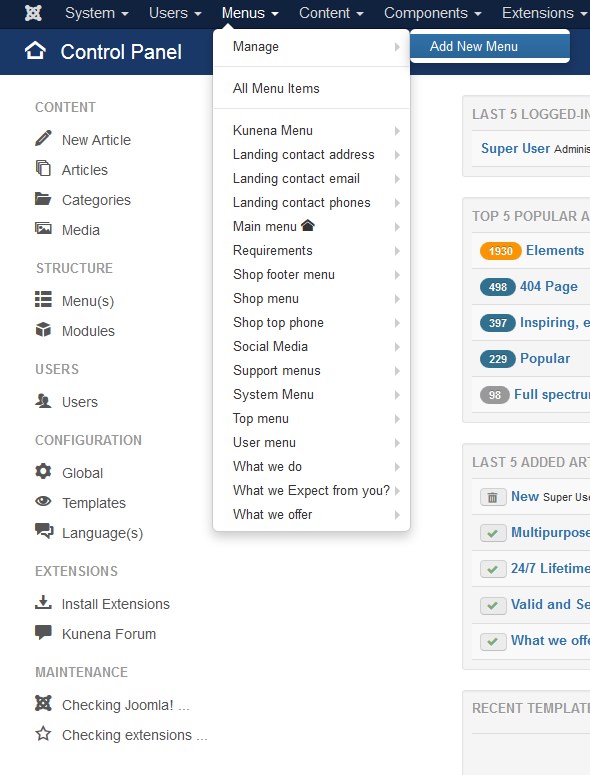 System Users Menus Content Components Extensions
Control Panel
Manage
Add New Menu
All Menu Items
Kunena Menu
Landing contact address
Landing contact email
Landing contact phones
Main menu
Requirements
Shop footer menu
Shop menu
Shop top phone
Social Media
Support menus
System Menu
Top menu
User menu
What we do
What we Expect from you?
What we offer
CONTENT
New Article
Articles
Categories
Media
STRUCTURE
Menu(s)
Modules
USERS
Users
CONFIGURATION
Global
Templates
Language(s)
EXTENSIONS
Install Extensions
Kunena Forum
MAINTENANCE
Checking Joomla! ...
Checking extensions ...
LAST 5 LOGGED-IN
Super User Adminis
TOP 5 POPULAR A
1930 Elements
498 404 Page
397 Inspiring, e
229 Popular
98 Full spectru
LAST 5 ADDED ART
New Super Use
Multipurpose
24/7 Lifetime
Valid and Se
What we offe
RECENT TEMPLAT